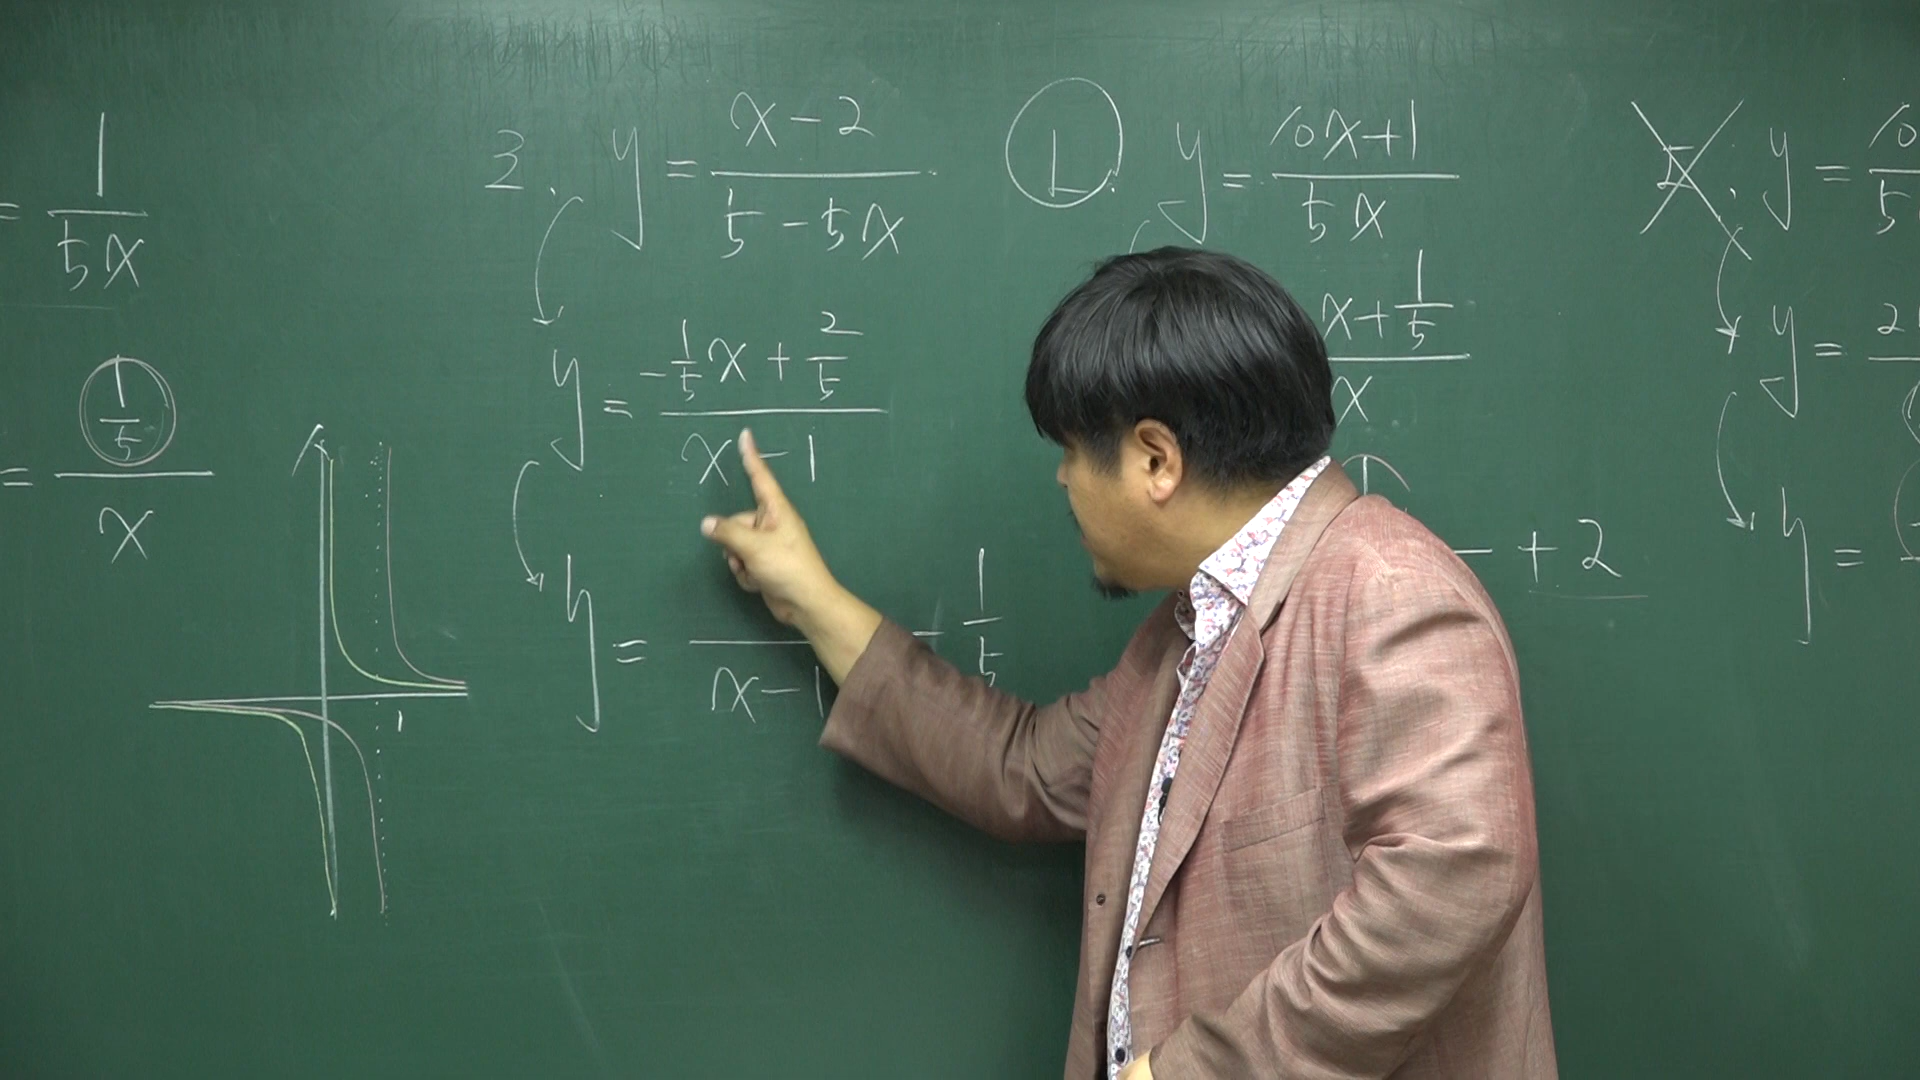 = 1/(5x)
= (1/5)/x
1
3. y = (x-2)/(5-5x)
y = (-1/5 x + 2/5)/(x-1)
y = /(x-1) - 1/5
L. y = (10x+1)/(5x)
x + 1/5
x
+2
y = 10
5
y = 2
y =